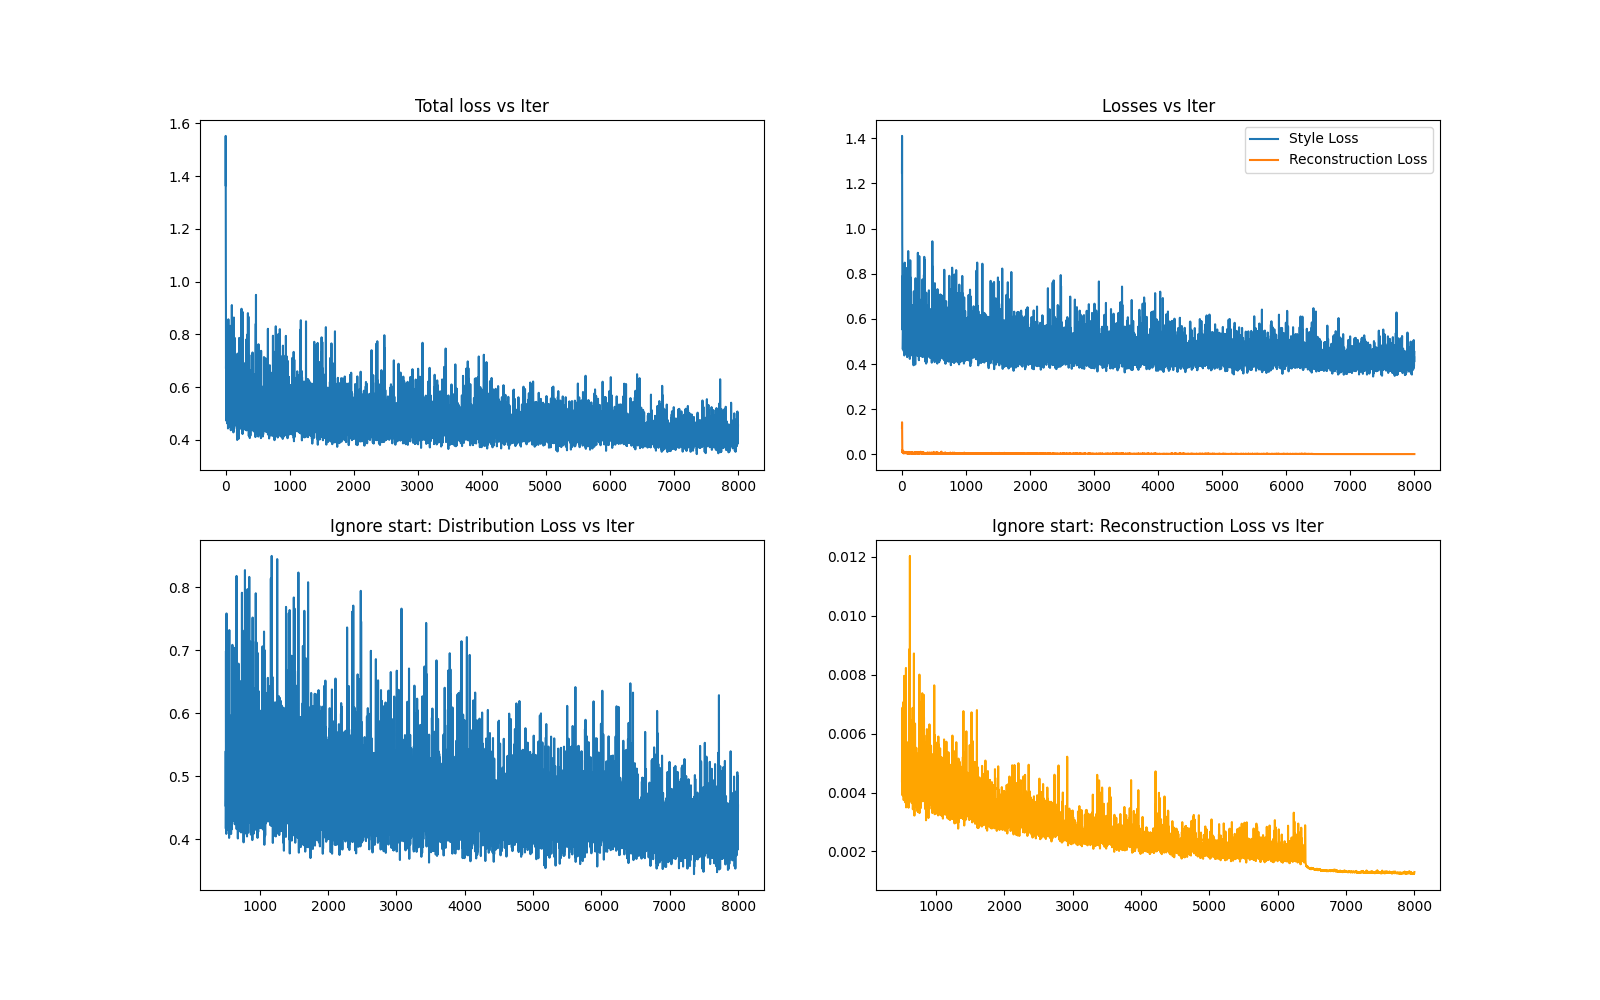 Total loss vs Iter
1.6
1.4
1.2
1.0
0.8
0.6
0.4
0 1000 2000 3000 4000 5000 6000 7000 8000
Losses vs Iter
Style Loss
Reconstruction Loss
1.4
1.2
1.0
0.8
0.6
0.4
0.2
0.0
0 1000 2000 3000 4000 5000 6000 7000 8000
Ignore start: Distribution Loss vs Iter
0.8
0.7
0.6
0.5
0.4
1000 2000 3000 4000 5000 6000 7000 8000
Ignore start: Reconstruction Loss vs Iter
0.012
0.010
0.008
0.006
0.004
0.002
1000 2000 3000 4000 5000 6000 7000 8000